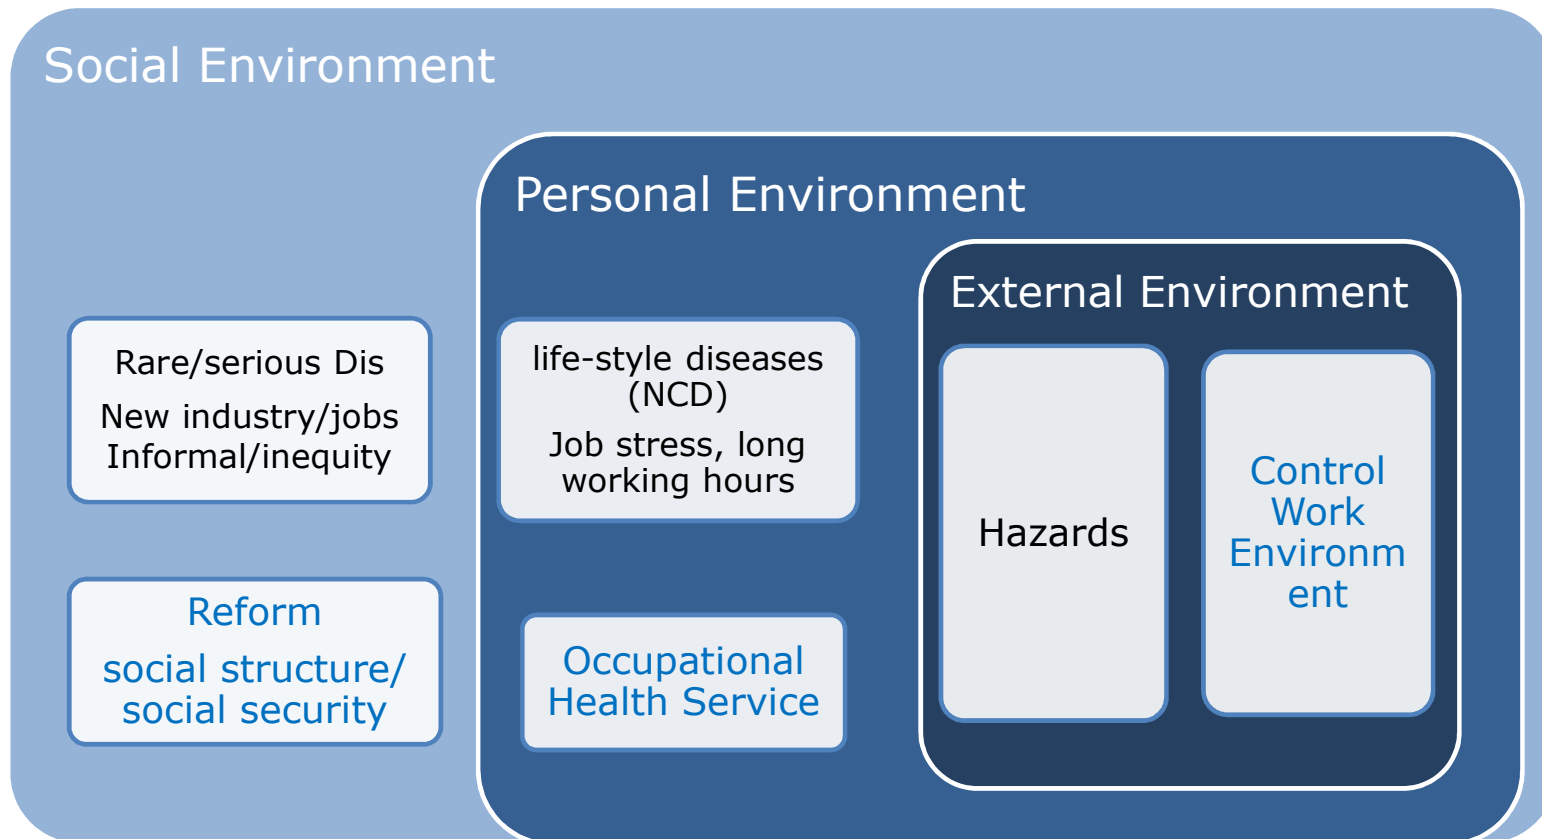 Social Environment
Personal Environment
External Environment
Rare/serious Dis
New industry/jobs
Informal/inequity
life-style diseases
(NCD)
Job stress, long
working hours
Hazards
Control
Work
Environm
ent
Reform
social structure/
social security
Occupational
Health Service